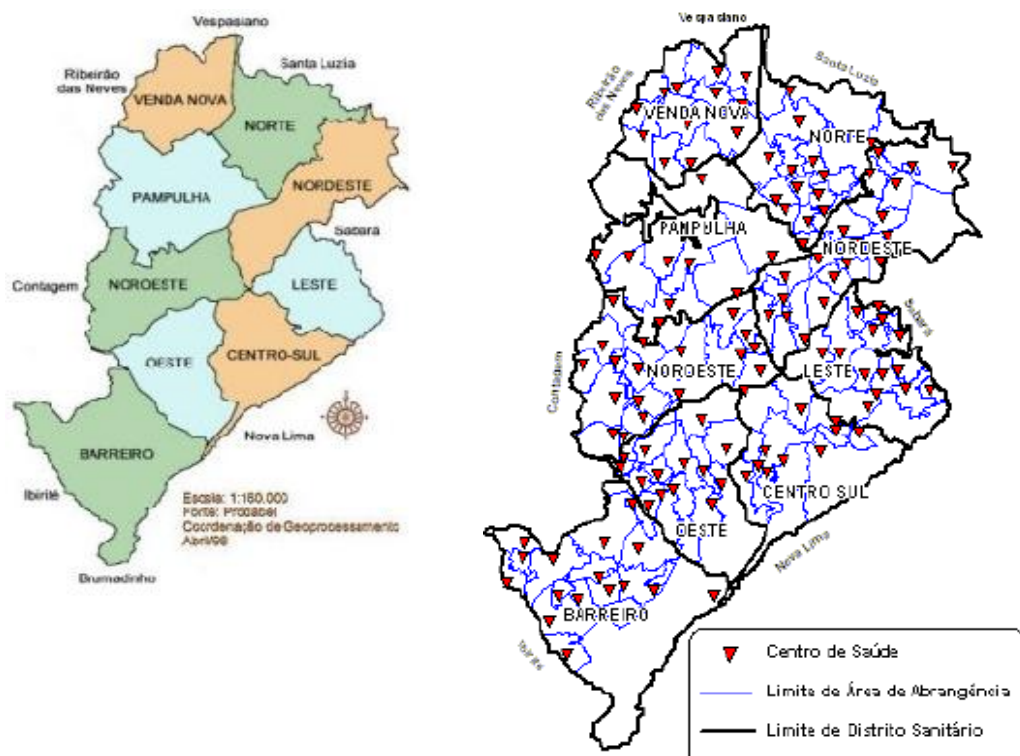 Vespasiano
Ribeirão
das Neves
Santa Luzia
VENDA NOVA
NORTE
NORDESTE
PAMPULHA
Sabará
NOROESTE
LESTE
Contagem
OESTE
CENTRO-SUL
Nova Lima
BARREIRO
Ibirité
Escala: 1:160.000
Fonte: Prodabel
Coordenação de Geoprocessamento
Abril/98
Brumadinho
Vespasiano
Ribeirão
das Neves
Santa Luzia
VENDA NOVA
NORTE
PAMPULHA
NORDESTE
Sabará
Contagem
NOROESTE
LESTE
CENTRO SUL
OESTE
Nova Lima
BARREIRO
Ibirité
Centro de Saúde
Limite de Área de Abrangência
Limite de Distrito Sanitário